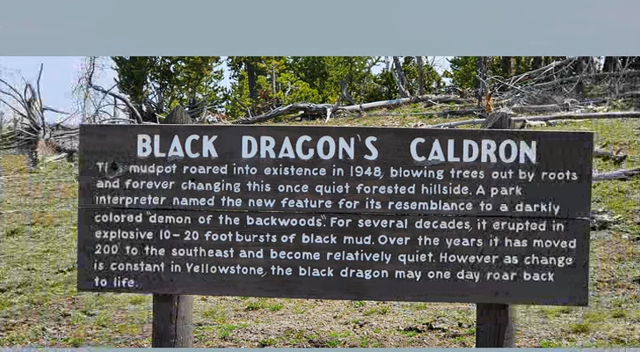 BLACK DRAGON'S CALDRON
This mudpot roared into existence in 1948, blowing trees out by roots
and forever changing this once quiet forested hillside. A park
interpreter named the new feature for its resemblance to a darkly
colored "demon of the backwoods". For several decades, it erupted in
explosive 10-20 foot bursts of black mud. Over the years it has moved
200' to the southeast and become relatively quiet. However as change
is constant in Yellowstone, the black dragon may one day roar back
to life.